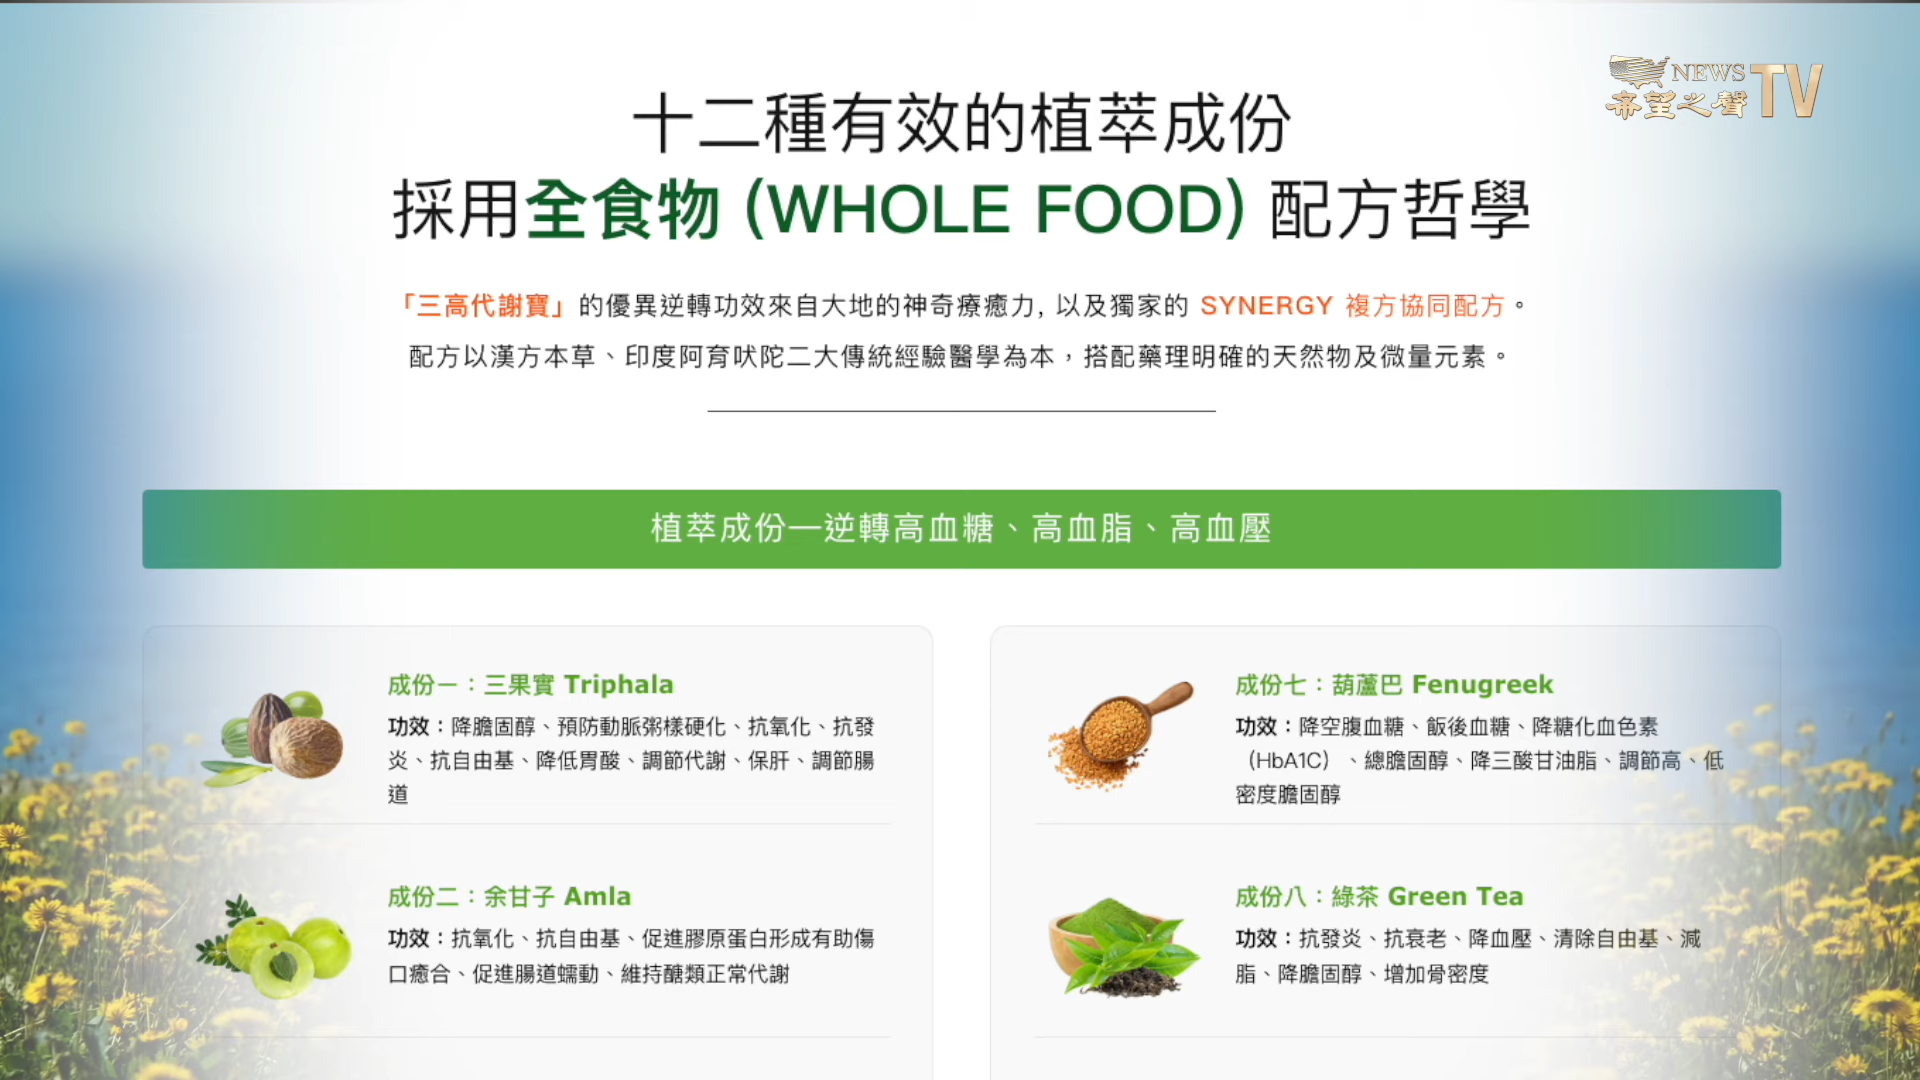 NEWS
希望之聲TV
十二種有效的植萃成份
採用全食物 (WHOLE FOOD) 配方哲學
「三高代謝寶」的優異逆轉功效來自大地的神奇療癒力, 以及獨家的 SYNERGY 複方協同配方。
配方以漢方本草、印度阿育吠陀二大傳統經驗醫學為本，搭配藥理明確的天然物及微量元素。
植萃成份—逆轉高血糖、高血脂、高血壓
成份一：三果實 Triphala
功效：降膽固醇、預防動脈粥樣硬化、抗氧化、抗發
炎、抗自由基、降低胃酸、調節代謝、保肝、調節腸
道
成份二：余甘子 Amla
功效：抗氧化、抗自由基、促進膠原蛋白形成有助傷
口癒合、促進腸道蠕動、維持醣類正常代謝
成份七：葫蘆巴 Fenugreek
功效：降空腹血糖、飯後血糖、降糖化血色素
（HbA1C）、總膽固醇、降三酸甘油脂、調節高、低
密度膽固醇
成份八：綠茶 Green Tea
功效：抗發炎、抗衰老、降血壓、清除自由基、減
脂、降膽固醇、增加骨密度